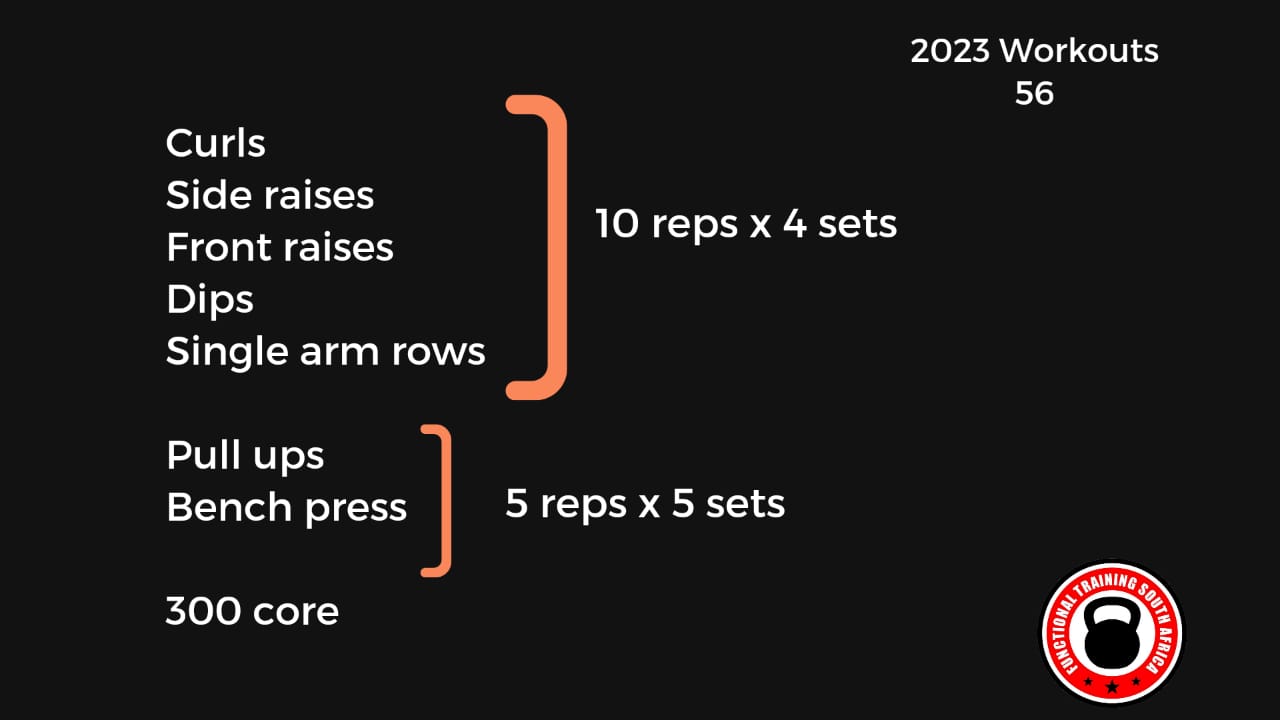 2023 Workouts
56
Curls
Side raises
Front raises
Dips
Single arm rows
10 reps x 4 sets
Pull ups
Bench press
5 reps x 5 sets
300 core
FUNCTIONAL TRAINING SOUTH AFRICA